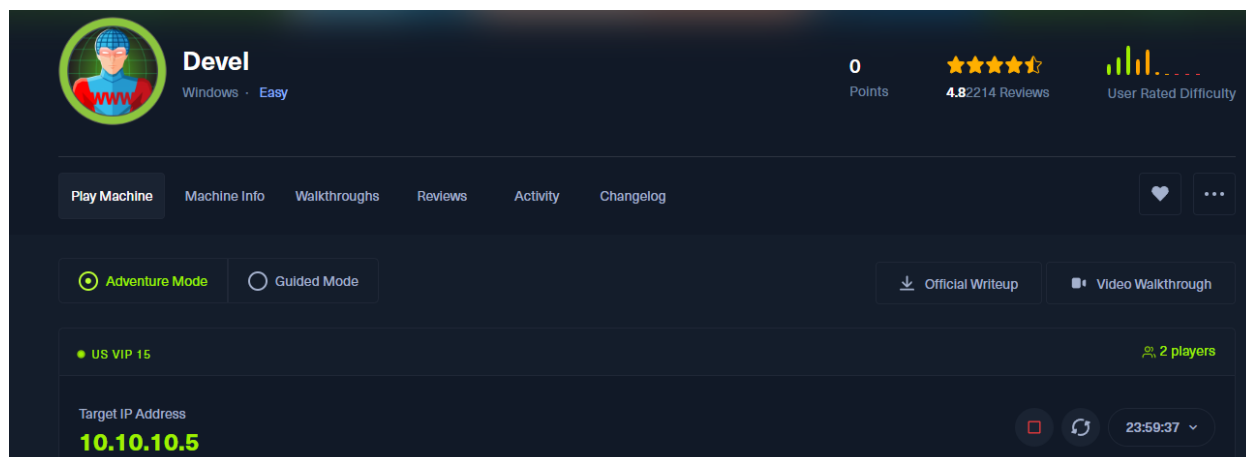 Devel
Windows · Easy
0
Points
4.82214 Reviews
User Rated Difficulty
WWW
Play Machine
Machine Info
Walkthroughs
Reviews
Activity
Changelog
Adventure Mode
Guided Mode
Official Writeup
Video Walkthrough
US VIP 15
2 players
Target IP Address
10.10.10.5
23:59:37